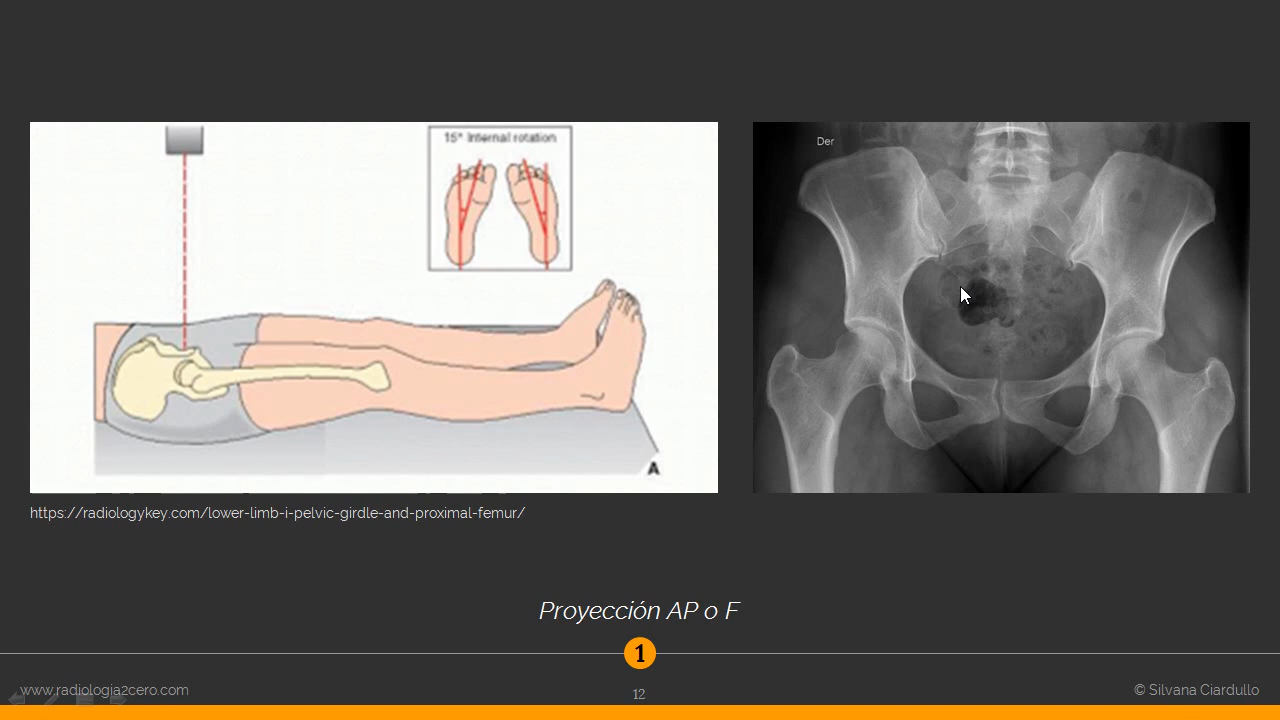 15° Internal rotation
A
Der
https://radiologykey.com/lower-limb-i-pelvic-girdle-and-proximal-femur/
Proyección AP o F
1
www.radiologia2cero.com
12
© Silvana Ciardullo